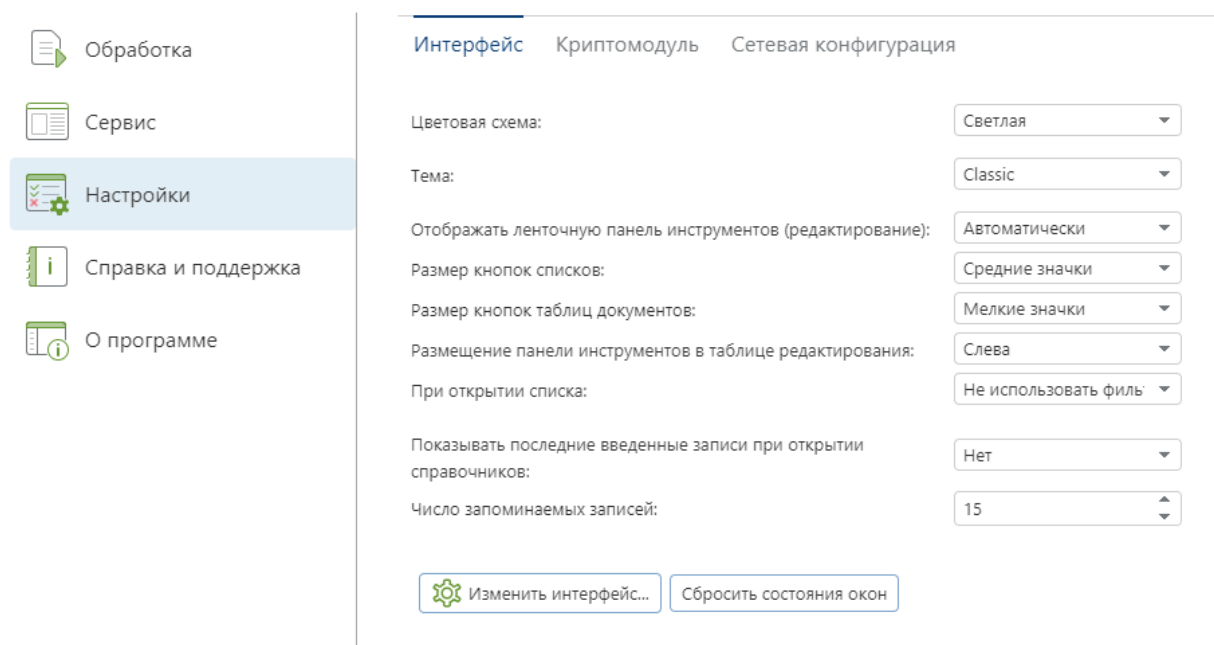 Обработка
Сервис
Настройки
Справка и поддержка
О программе
Интерфейс Криптомодуль Сетевая конфигурация
Цветовая схема: Светлая
Тема: Classic
Отображать ленточную панель инструментов (редактирование): Автоматически
Размер кнопок списков: Средние значки
Размер кнопок таблиц документов: Мелкие значки
Размещение панели инструментов в таблице редактирования: Слева
При открытии списка: Не использовать филь
Показывать последние введенные записи при открытии
справочников: Нет
Число запоминаемых записей: 15
Изменить интерфейс... Сбросить состояния окон